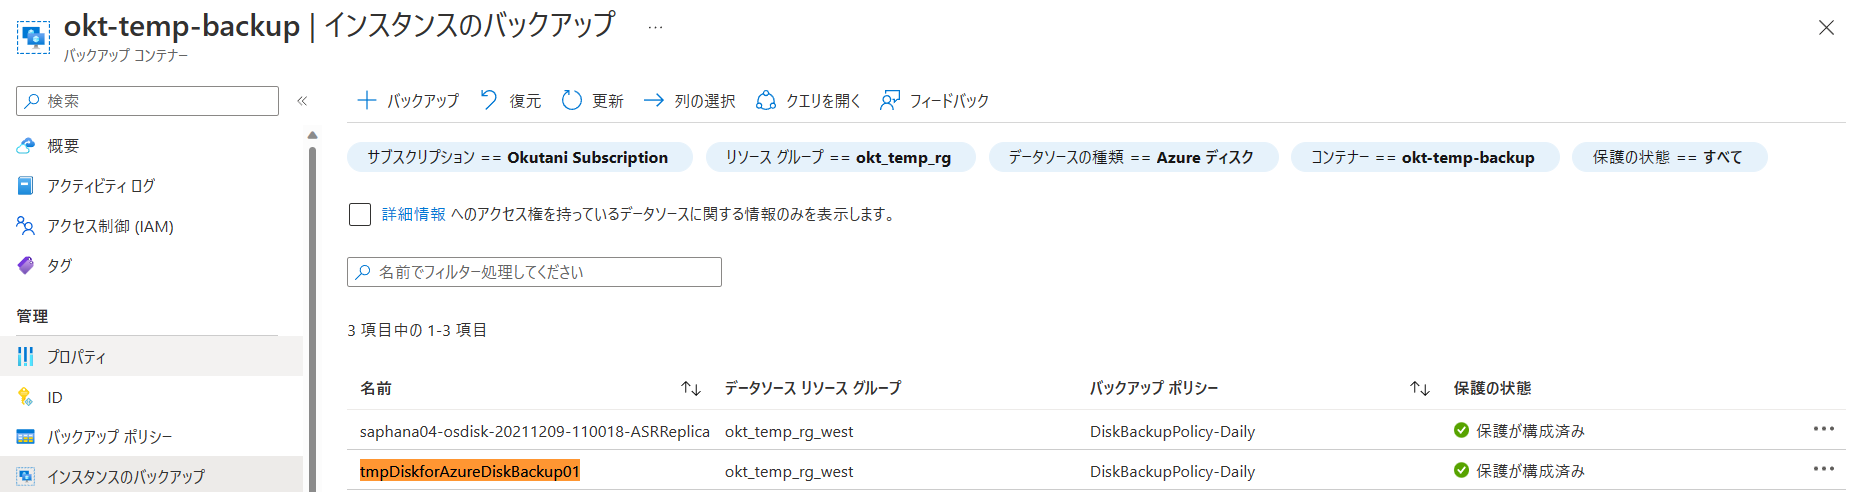 okt-temp-backup | インスタンスのバックアップ ...
バックアップ コンテナー
検索
概要
アクティビティ ログ
アクセス制御 (IAM)
タグ
管理
プロパティ
ID
バックアップ ポリシー
インスタンスのバックアップ
バックアップ 復元 更新 列の選択 クエリを開く フィードバック
サブスクリプション == Okutani Subscription リソース グループ == okt_temp_rg データソースの種類 == Azure ディスク コンテナー == okt-temp-backup 保護の状態 == すべて
詳細情報 へのアクセス権を持っているデータソースに関する情報のみを表示します。
名前でフィルター処理してください
3 項目中の 1-3 項目
名前 データソース リソース グループ バックアップ ポリシー 保護の状態
saphana04-osdisk-20211209-110018-ASRReplica okt_temp_rg_west DiskBackupPolicy-Daily 保護が構成済み
tmpDiskforAzureDiskBackup01 okt_temp_rg_west DiskBackupPolicy-Daily 保護が構成済み